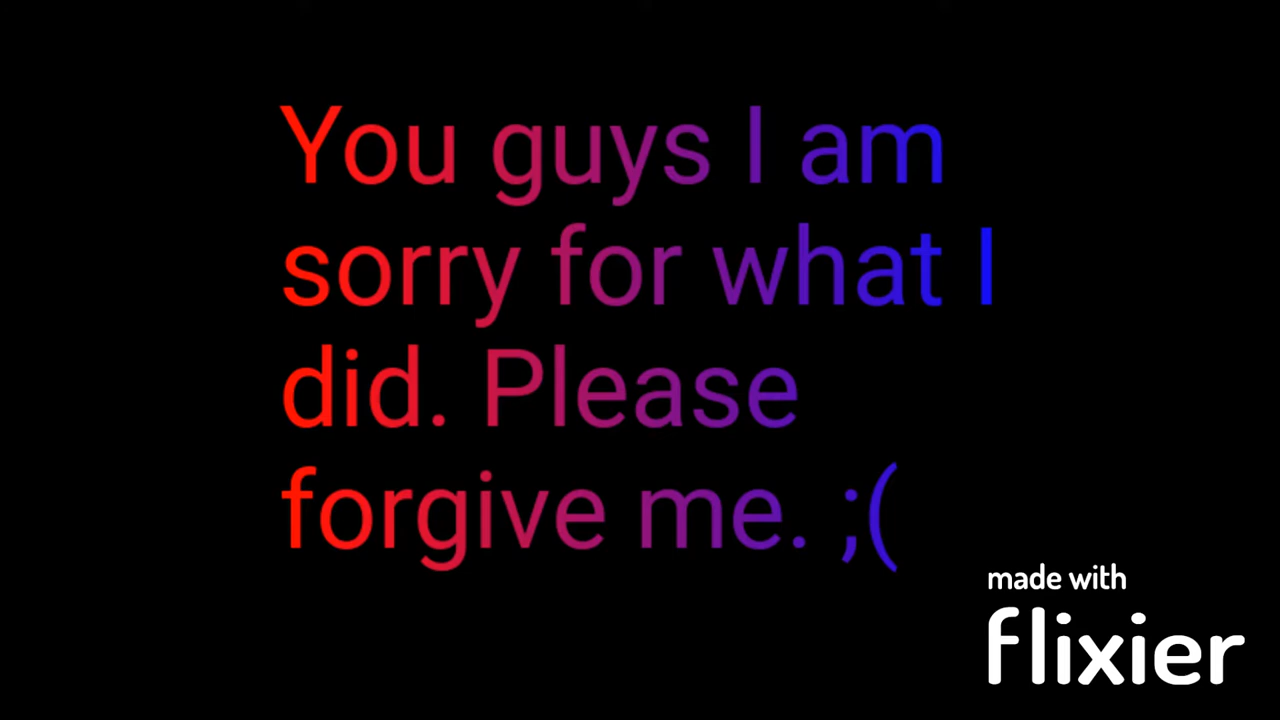 You guys I am
sorry for what I
did. Please
forgive me. ;(
made with
flixier